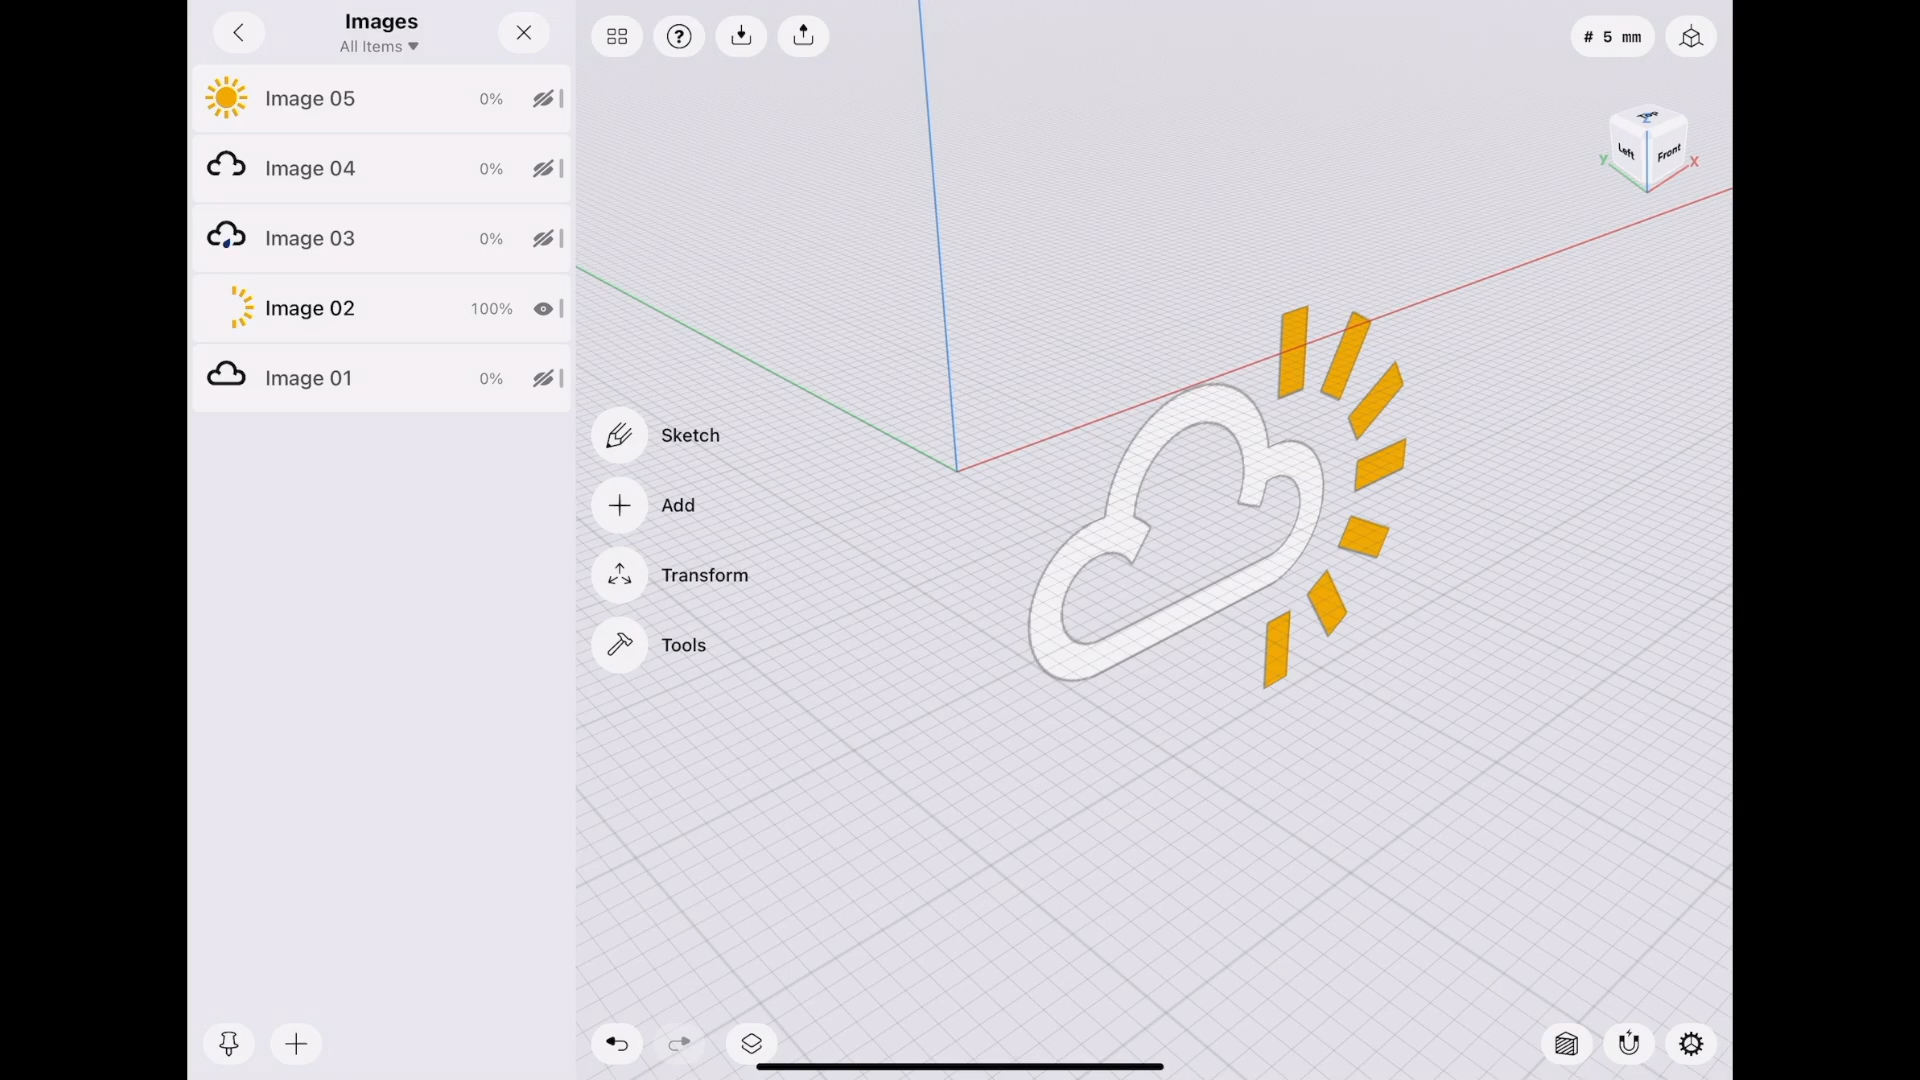 Images
All Items
Image 05 0%
Image 04 0%
Image 03 0%
Image 02 100%
Image 01 0%
?
# 5 mm
Top
Z
Left
Front
Y
X
Sketch
Add
Transform
Tools